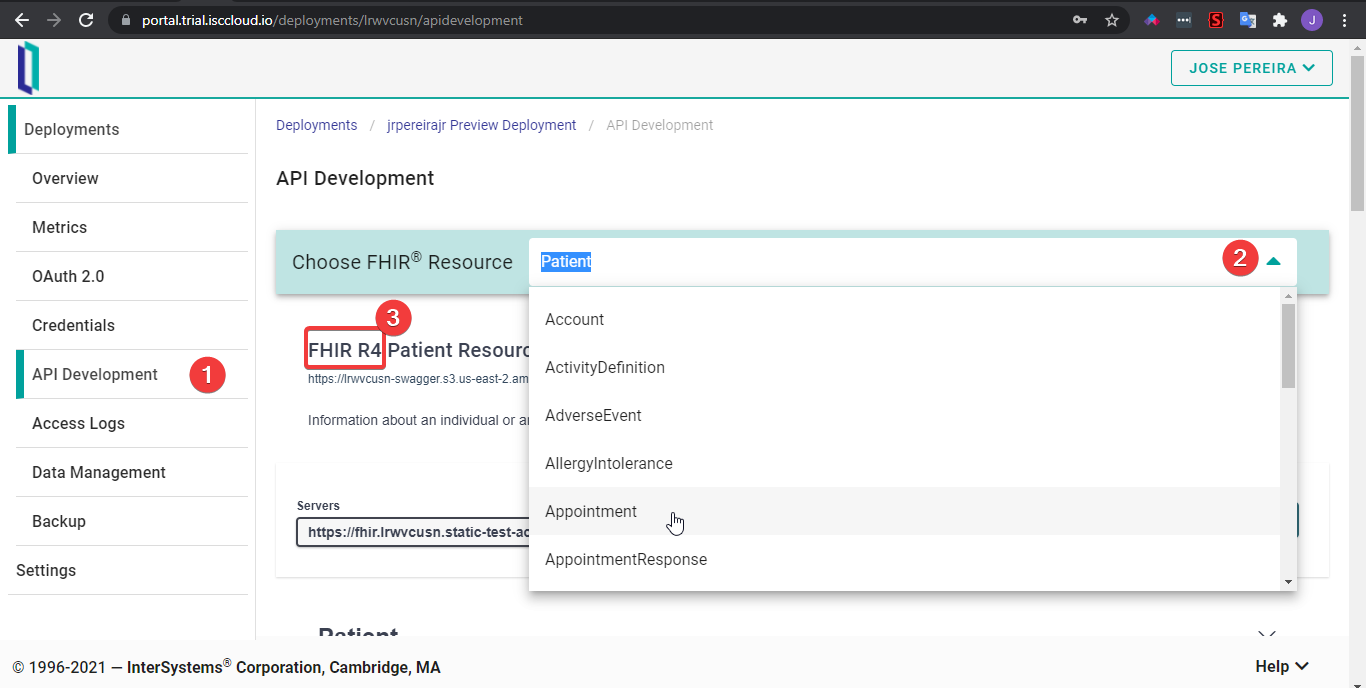 portal.trial.isccloud.io/deployments/lrwvcusn/apidevelopment
S
J
JOSE PEREIRA
Deployments
Overview
Metrics
OAuth 2.0
Credentials
API Development
1
Access Logs
Data Management
Backup
Settings
Deployments / jrpereirajr Preview Deployment / API Development
API Development
Choose FHIR® Resource
Patient
2
3
FHIR R4 Patient Resourc
https://lrwvcusn-swagger.s3.us-east-2.am
Information about an individual or an
Servers
https://fhir.lrwvcusn.static-test-ac
Account
ActivityDefinition
AdverseEvent
AllergyIntolerance
Appointment
AppointmentResponse
Patient
© 1996-2021 — InterSystems® Corporation, Cambridge, MA
Help